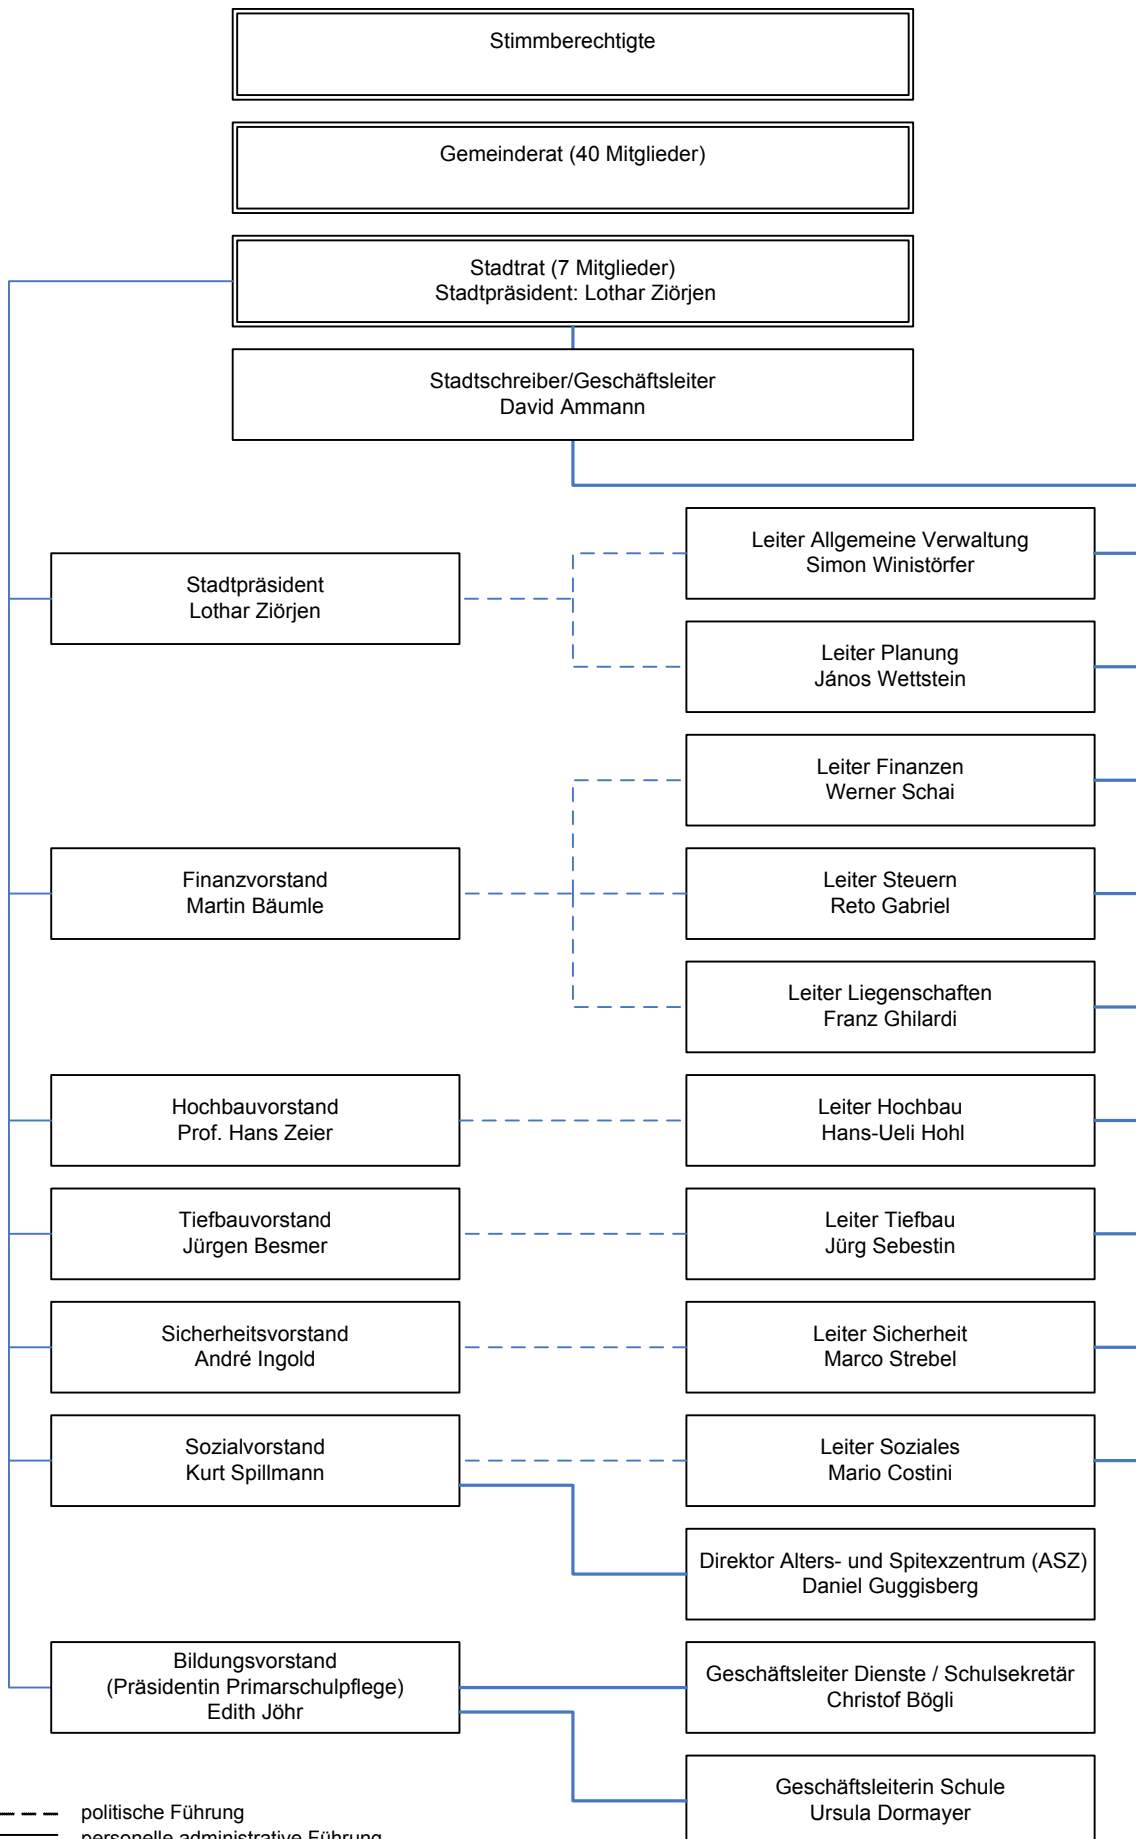 Stimmberechtigte
Gemeinderat (40 Mitglieder)
Stadtrat (7 Mitglieder)
Stadtpräsident: Lothar Ziörjen
Stadtschreiber/Geschäftsleiter
David Ammann
Stadtpräsident
Lothar Ziörjen
Leiter Allgemeine Verwaltung
Simon Winistörfer
Leiter Planung
János Wettstein
Finanzvorstand
Martin Bäumle
Leiter Finanzen
Werner Schai
Leiter Steuern
Reto Gabriel
Leiter Liegenschaften
Franz Ghilardi
Hochbauvorstand
Prof. Hans Zeier
Leiter Hochbau
Hans-Ueli Hohl
Tiefbauvorstand
Jürgen Besmer
Leiter Tiefbau
Jürg Sebestin
Sicherheitsvorstand
André Ingold
Leiter Sicherheit
Marco Strebel
Sozialvorstand
Kurt Spillmann
Leiter Soziales
Mario Costini
Direktor Alters- und Spitexzentrum (ASZ)
Daniel Guggisberg
Bildungsvorstand
(Präsidentin Primarschulpflege)
Edith Jöhr
Geschäftsleiter Dienste / Schulsekretär
Christof Bögli
Geschäftsleiterin Schule
Ursula Dormayer
politische Führung
personelle administrative Führung